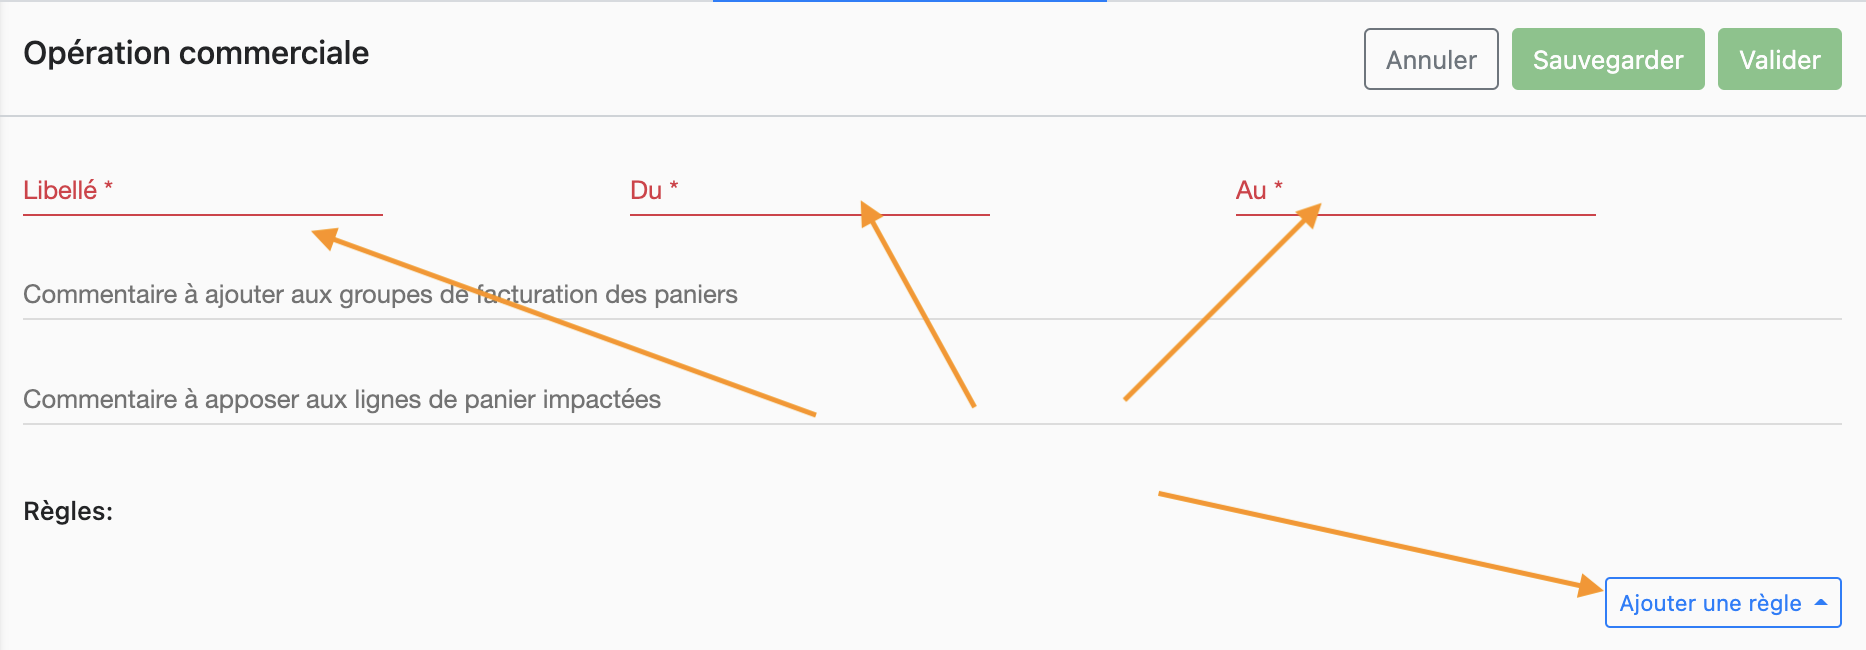 Opération commerciale
Annuler
Sauvegarder
Valider
Libellé *
Du *
Au *
Commentaire à ajouter aux groupes de facturation des paniers
Commentaire à apposer aux lignes de panier impactées
Règles:
Ajouter une règle